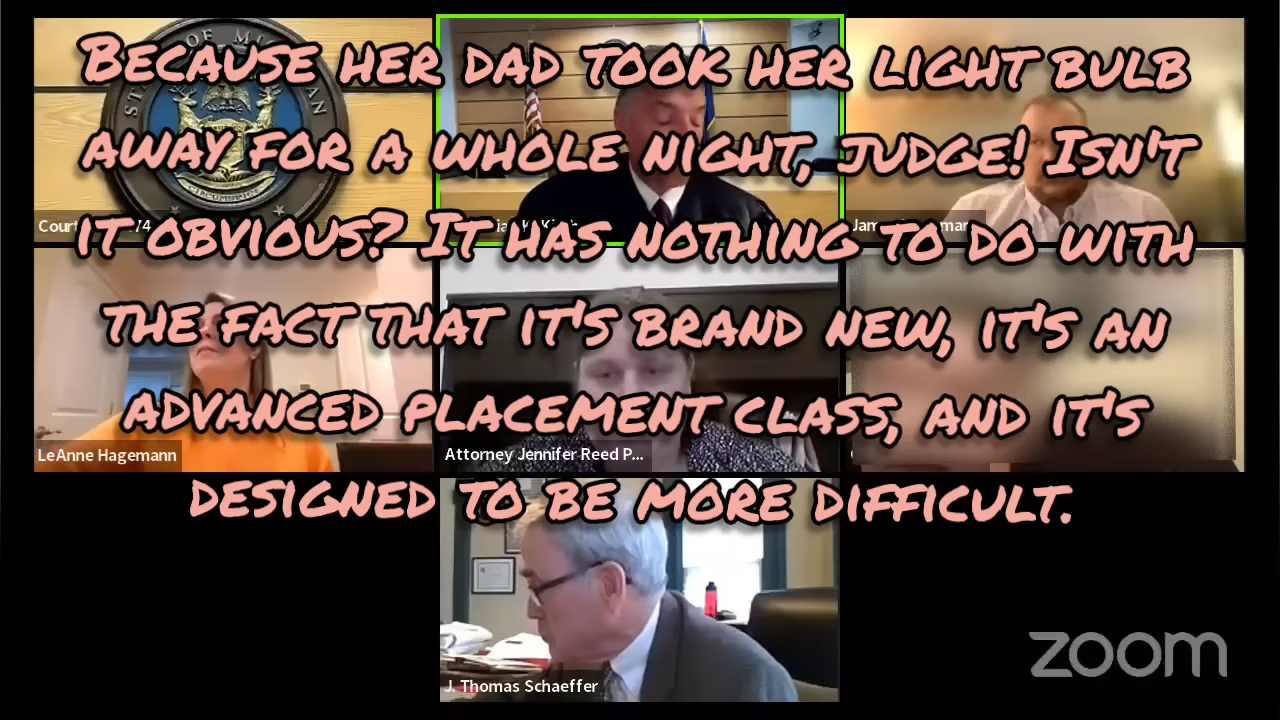 BECAUSE HER DAD TOOK HER LIGHT BULB
AWAY FOR A WHOLE NIGHT, JUDGE! ISN'T
IT OBVIOUS? IT HAS NOTHING TO DO WITH
THE FACT THAT IT'S BRAND NEW, IT'S AN
ADVANCED PLACEMENT CLASS, AND IT'S
DESIGNED TO BE MORE DIFFICULT.
LeAnne Hagemann
Attorney Jennifer Reed P...
J. Thomas Schaeffer
zoom